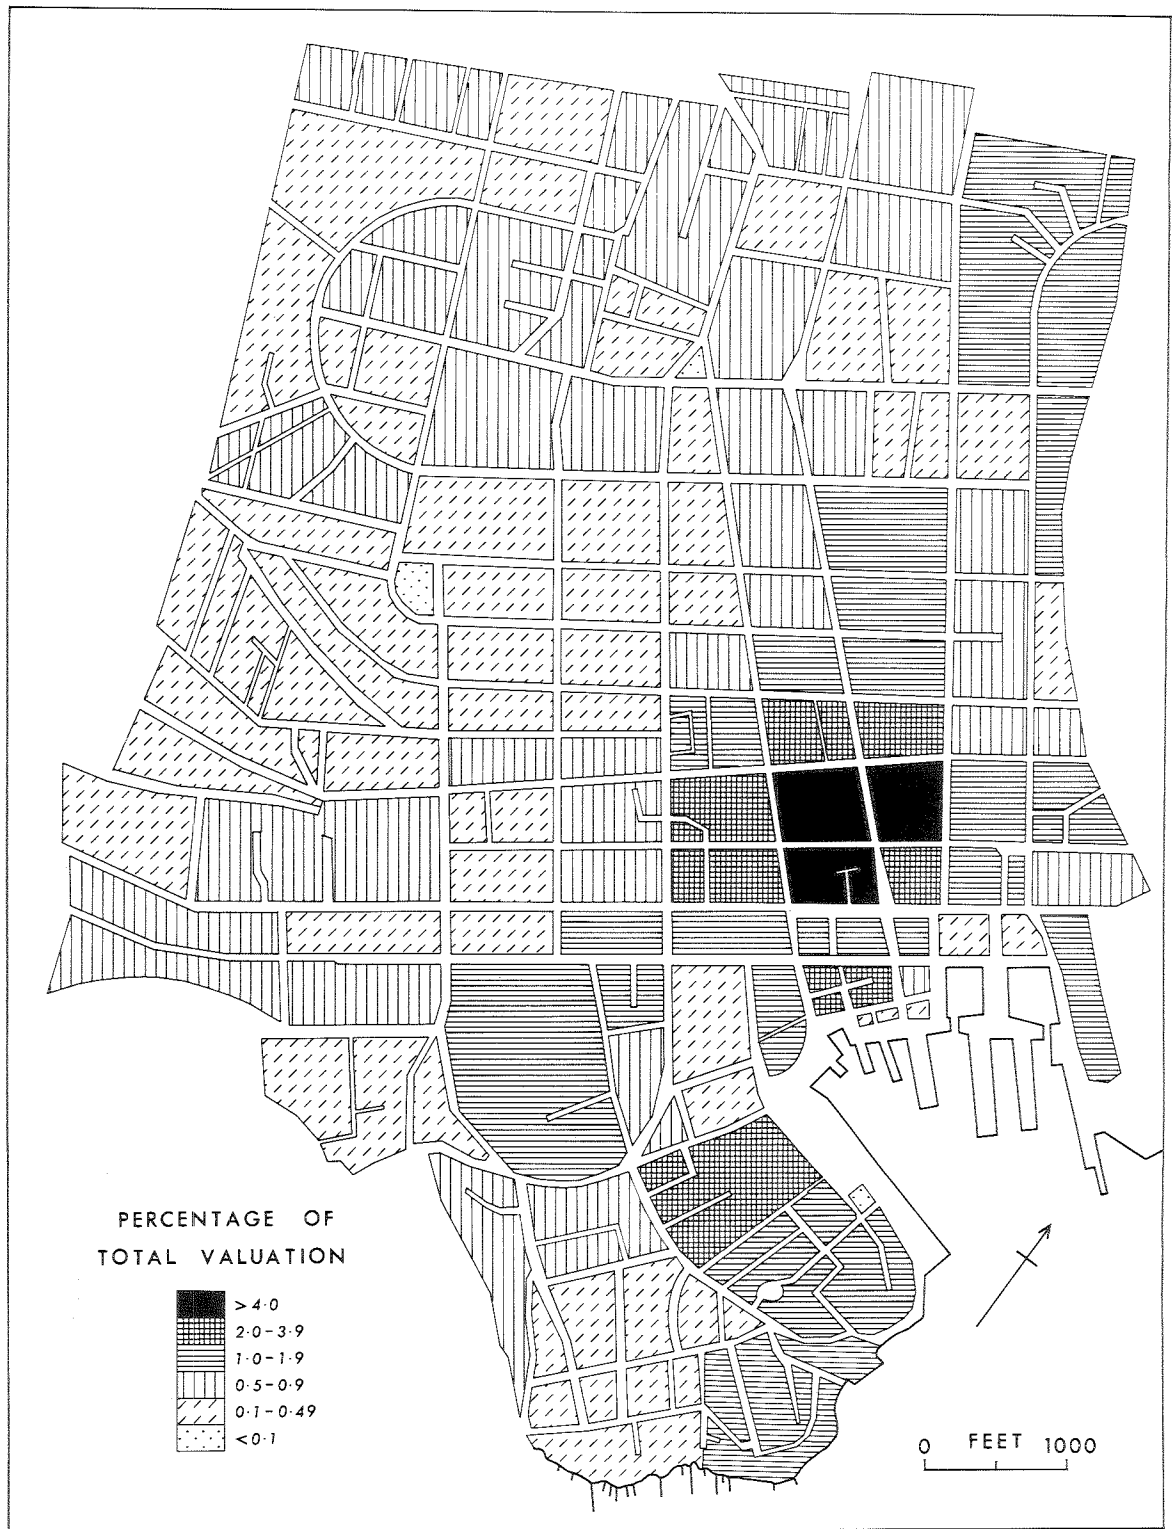 PERCENTAGE OF
TOTAL VALUATION
>4·0
2·0–3·9
1·0–1·9
0·5–0·9
0·1–0·49
<0·1
0 FEET 1000